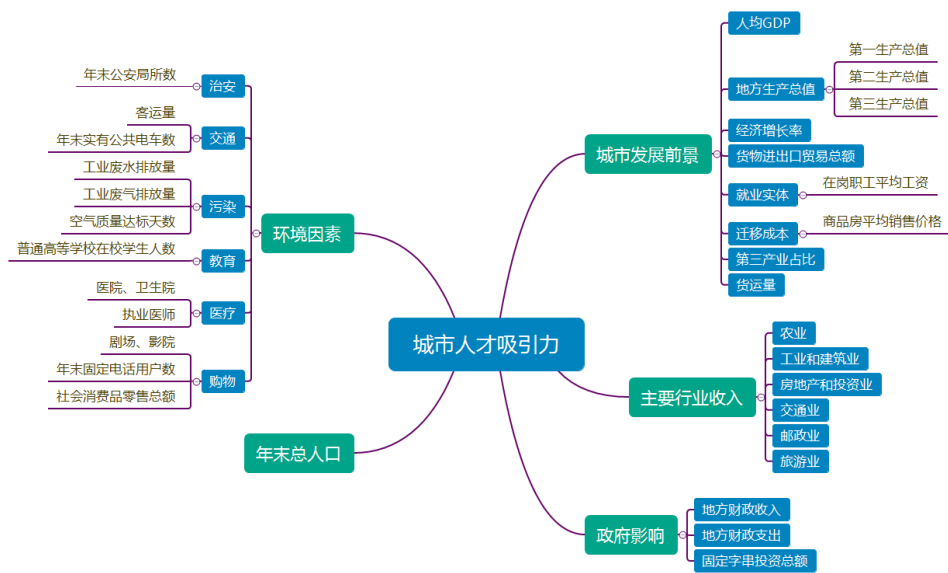 城市人才吸引力
城市发展前景
人均GDP
地方生产总值
第一生产总值
第二生产总值
第三生产总值
经济增长率
货物进出口贸易总额
就业实体
在岗职工平均工资
迁移成本
商品房平均销售价格
第三产业占比
货运量
主要行业收入
农业
工业和建筑业
房地产和投资业
交通业
邮政业
旅游业
政府影响
地方财政收入
地方财政支出
固定字串投资总额
环境因素
治安
年末公安局所数
交通
客运量
年末实有公共电车数
污染
工业废水排放量
工业废气排放量
空气质量达标天数
教育
普通高等学校在校学生人数
医疗
医院、卫生院
执业医师
购物
剧场、影院
年末固定电话用户数
社会消费品零售总额
年末总人口